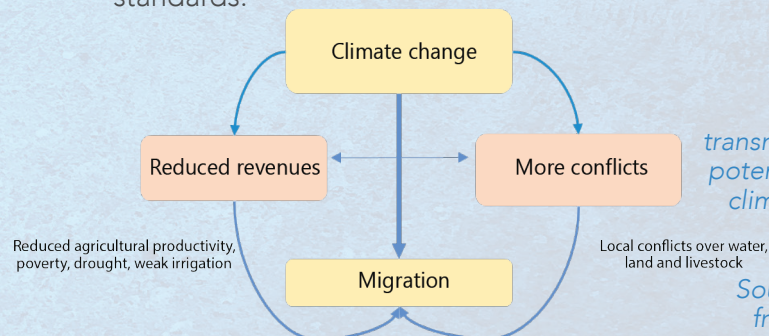 standards.
Climate change
Reduced revenues
More conflicts
Reduced agricultural productivity,
poverty, drought, weak irrigation
Local conflicts over water,
land and livestock
Migration